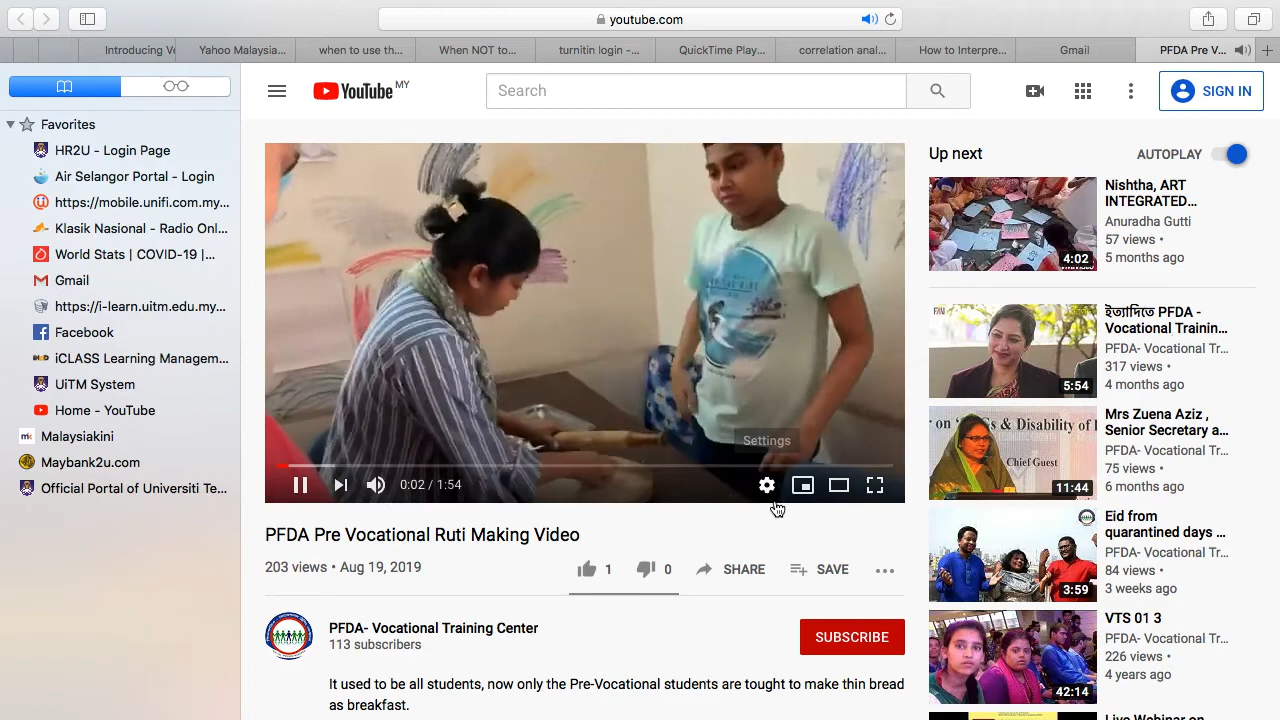 youtube.com
Introducing Vo
Yahoo Malaysia...
when to use th...
When NOT to...
turnitin login -...
QuickTime Play...
correlation anal...
How to Interpre...
Gmail
PFDA Pre V...
Favorites
HR2U - Login Page
Air Selangor Portal - Login
https://mobile.unifi.com.my...
Klasik Nasional - Radio Onl...
World Stats | COVID-19 |...
Gmail
https://i-learn.uitm.edu.my...
Facebook
iCLASS Learning Managem...
UiTM System
Home - YouTube
Malaysiakini
Maybank2u.com
Official Portal of Universiti Te...
YouTube MY
Search
SIGN IN
Settings
0:02 / 1:54
PFDA Pre Vocational Ruti Making Video
203 views • Aug 19, 2019
1
0
SHARE
SAVE
PFDA- Vocational Training Center
113 subscribers
SUBSCRIBE
It used to be all students, now only the Pre-Vocational students are tought to make thin bread
as breakfast.
Up next
AUTOPLAY
4:02
Nishtha, ART
INTEGRATED...
Anuradha Gutti
57 views •
5 months ago
5:54
ইত্যাদিতে PFDA -
Vocational Trainin...
PFDA- Vocational Tr...
317 views •
4 months ago
on
& Disability of I
Chief Guest
11:44
Mrs Zuena Aziz ,
Senior Secretary a...
PFDA- Vocational Tr...
75 views •
6 months ago
3:59
Eid from
quarantined days ...
PFDA- Vocational Tr...
84 views •
3 weeks ago
42:14
VTS 01 3
PFDA- Vocational Tr...
226 views •
4 years ago
Live Webinar on